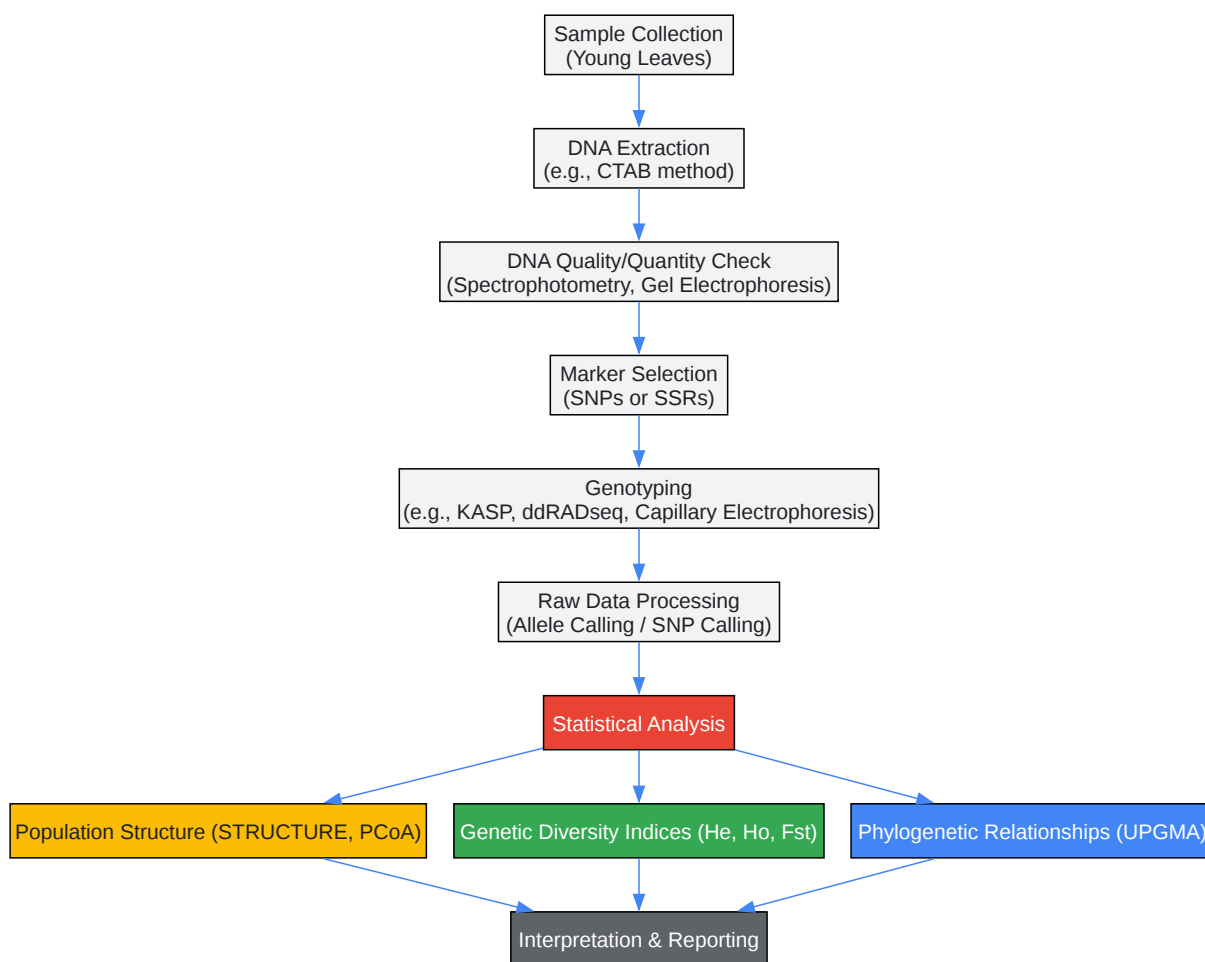 Sample Collection
(Young Leaves)
DNA Extraction
(e.g., CTAB method)
DNA Quality/Quantity Check
(Spectrophotometry, Gel Electrophoresis)
Marker Selection
(SNPs or SSRs)
Genotyping
(e.g., KASP, ddRADseq, Capillary Electrophoresis)
Raw Data Processing
(Allele Calling / SNP Calling)
Statistical Analysis
Population Structure (STRUCTURE, PCoA)
Genetic Diversity Indices (He, Ho, Fst)
Phylogenetic Relationships (UPGMA)
Interpretation & Reporting